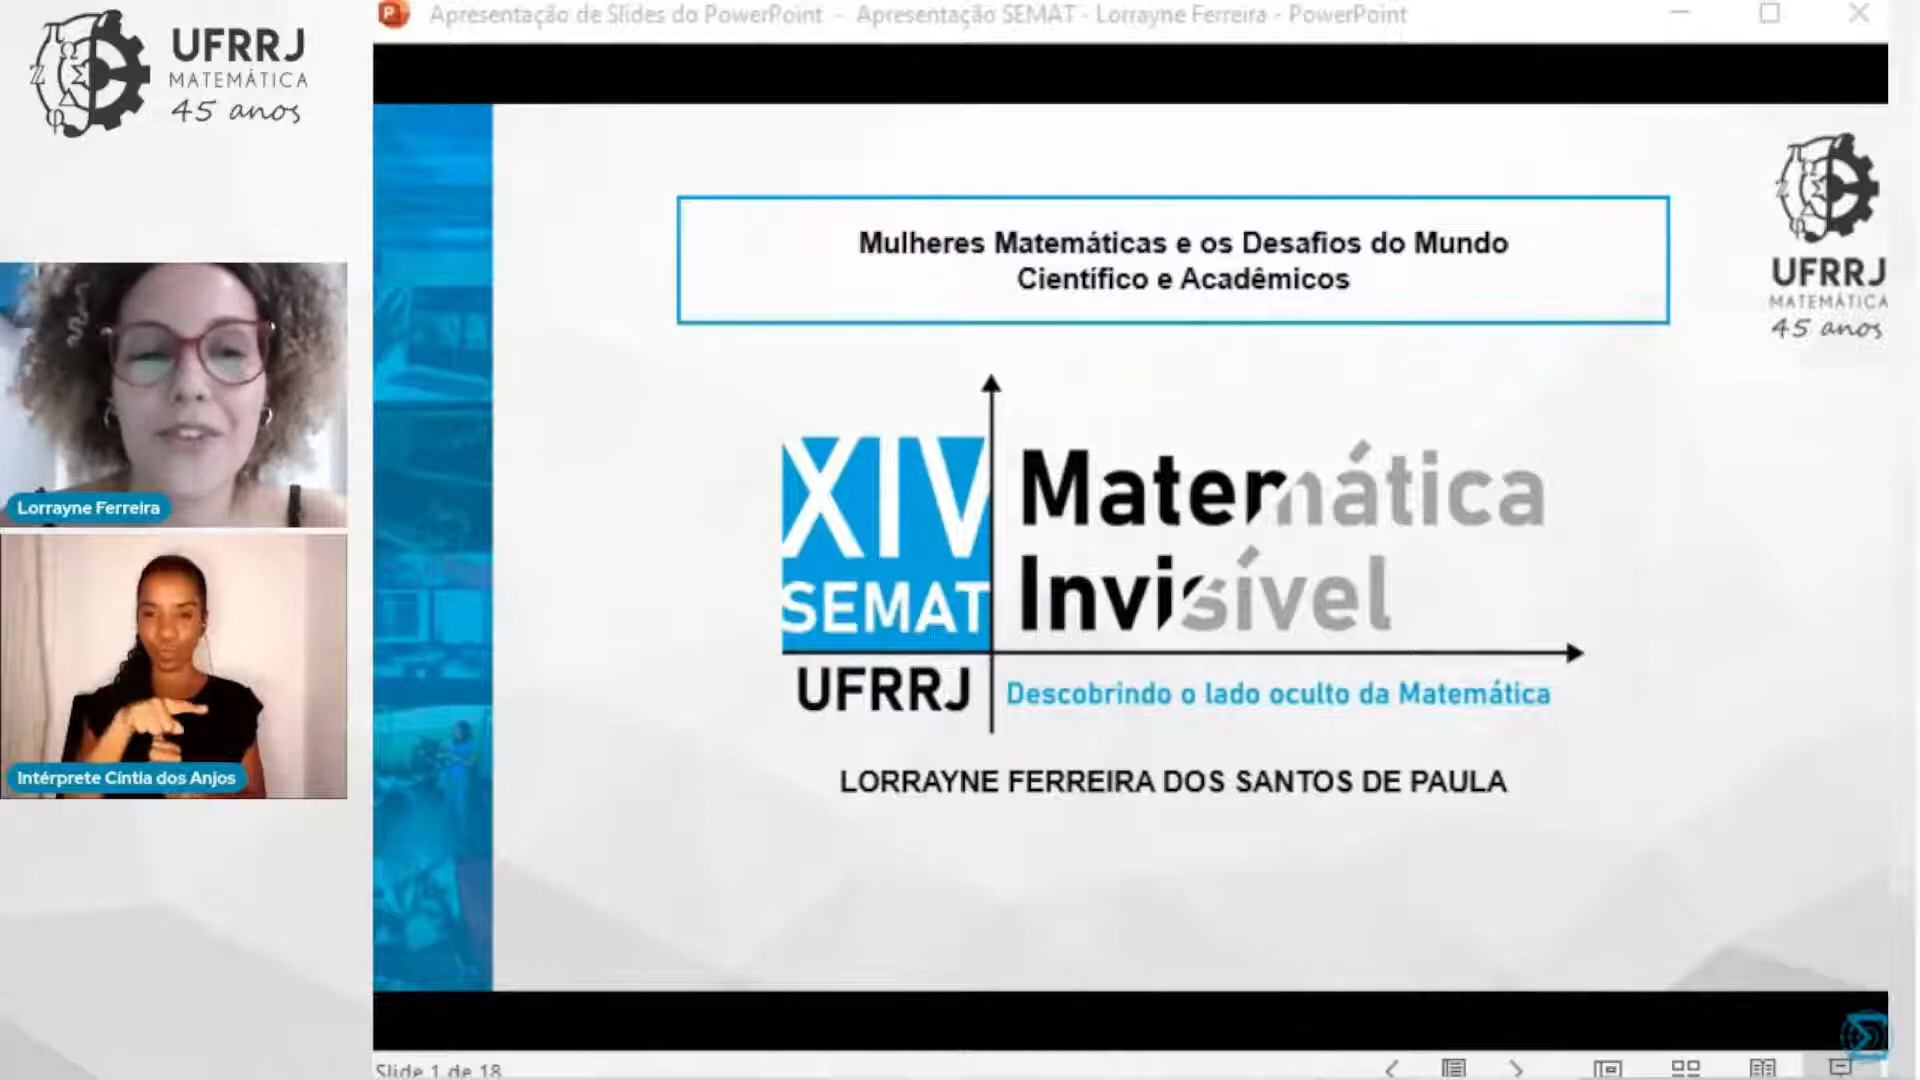 UFRRJ
MATEMÁTICA
45 anos
Apresentação de Slides do PowerPoint - Apresentação SEMAT - Lorrayne Ferreira - PowerPoint
Lorrayne Ferreira
Intérprete Cíntia dos Anjos
Mulheres Matemáticas e os Desafios do Mundo
Científico e Acadêmicos
UFRRJ
MATEMÁTICA
45 anos
XIV
SEMAT
UFRRJ
Matemática
Invisível
Descobrindo o lado oculto da Matemática
LORRAYNE FERREIRA DOS SANTOS DE PAULA
Slide 1 de 18